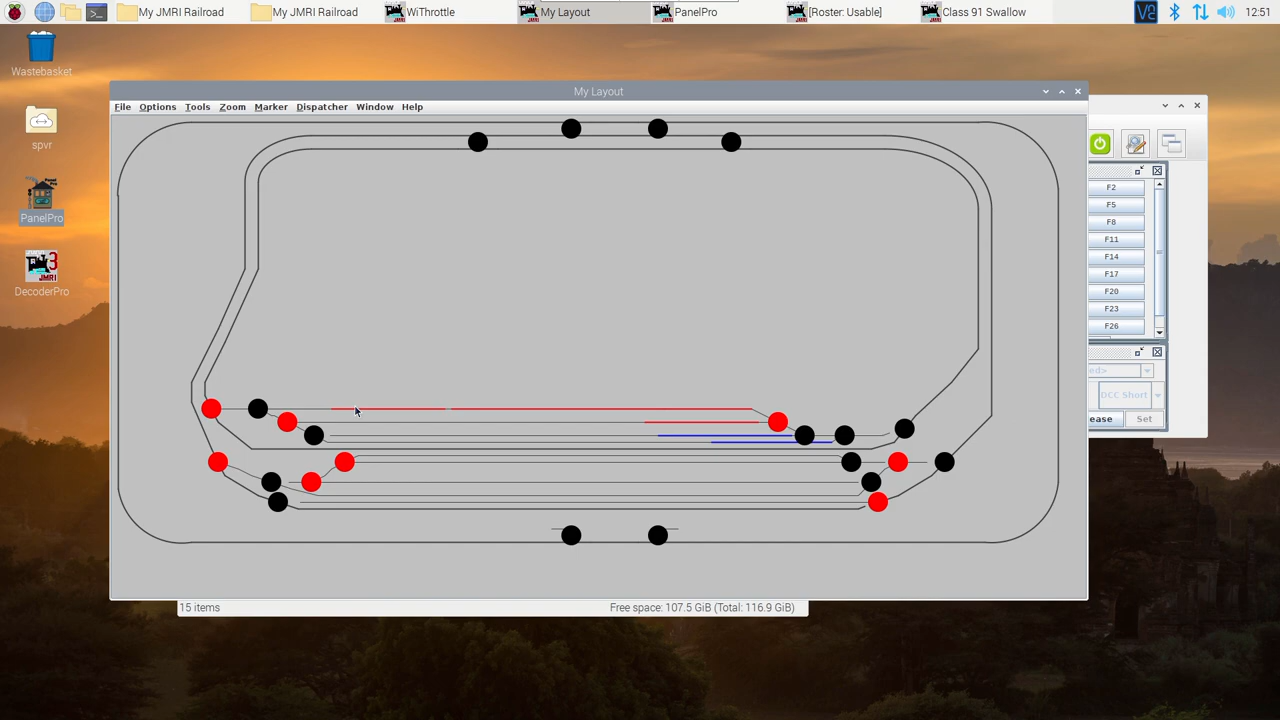 My JMRI Railroad
My JMRI Railroad
WiThrottle
My Layout
PanelPro
[Roster: Usable]
Class 91 Swallow
12:51
Wastebasket
spvr
PanelPro
DecoderPro
My Layout
File Options Tools Zoom Marker Dispatcher Window Help
F2
F5
F8
F11
F14
F17
F20
F23
F26
ed>
DCC Short
ease
Set
15 items
Free space: 107.5 GiB (Total: 116.9 GiB)